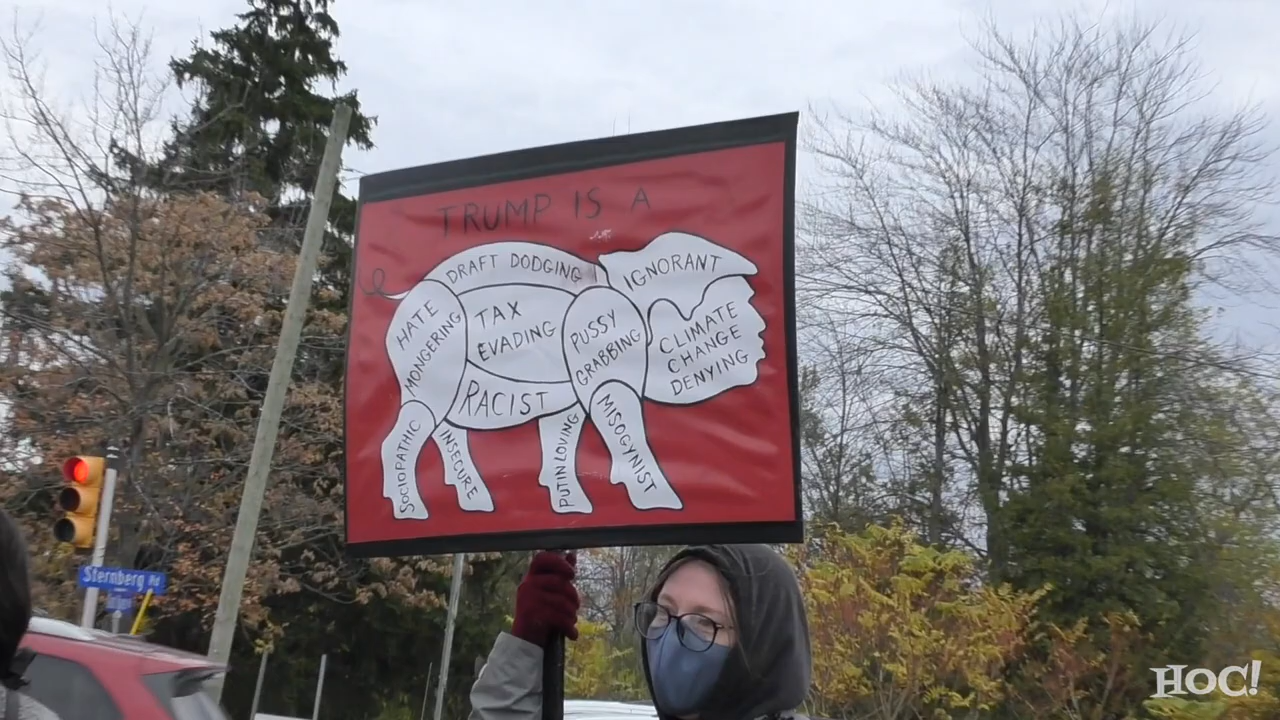 TRUMP IS A
DRAFT DODGING
IGNORANT
HATE
MONGERING
TAX
EVADING
PUSSY
GRABBING
CLIMATE
CHANGE
DENYING
RACIST
SOCIOPATHIC
INSECURE
PUTIN LOVING
MISOGYNIST
Sternberg Rd
HOC!